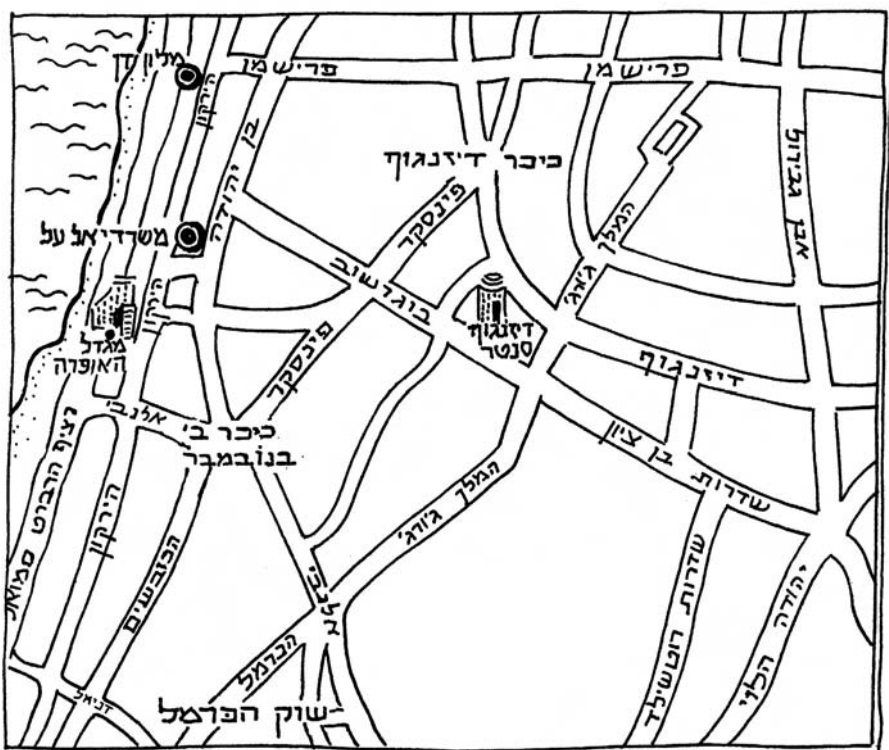 מלון דן
פרישמן
פרישמן
הירקון
בן יהודה
כיכר דיזנגוף
אבן גבירול
פינסקר
המלך ג'ורג'
משרדי אל על
בוגרשוב
הירקון
דיזנגוף
סנטר
מגדל
האופרה
פינסקר
דיזנגוף
אלנבי
כיכר ב'
בנובמבר
שדרות בן ציון
המלך ג'ורג'
רציף הרברט סמואל
הירקון
הכובשים
אלנבי
שדרות רוטשילד
יהודה הלוי
הכרמל
דניאל
שוק הכרמל